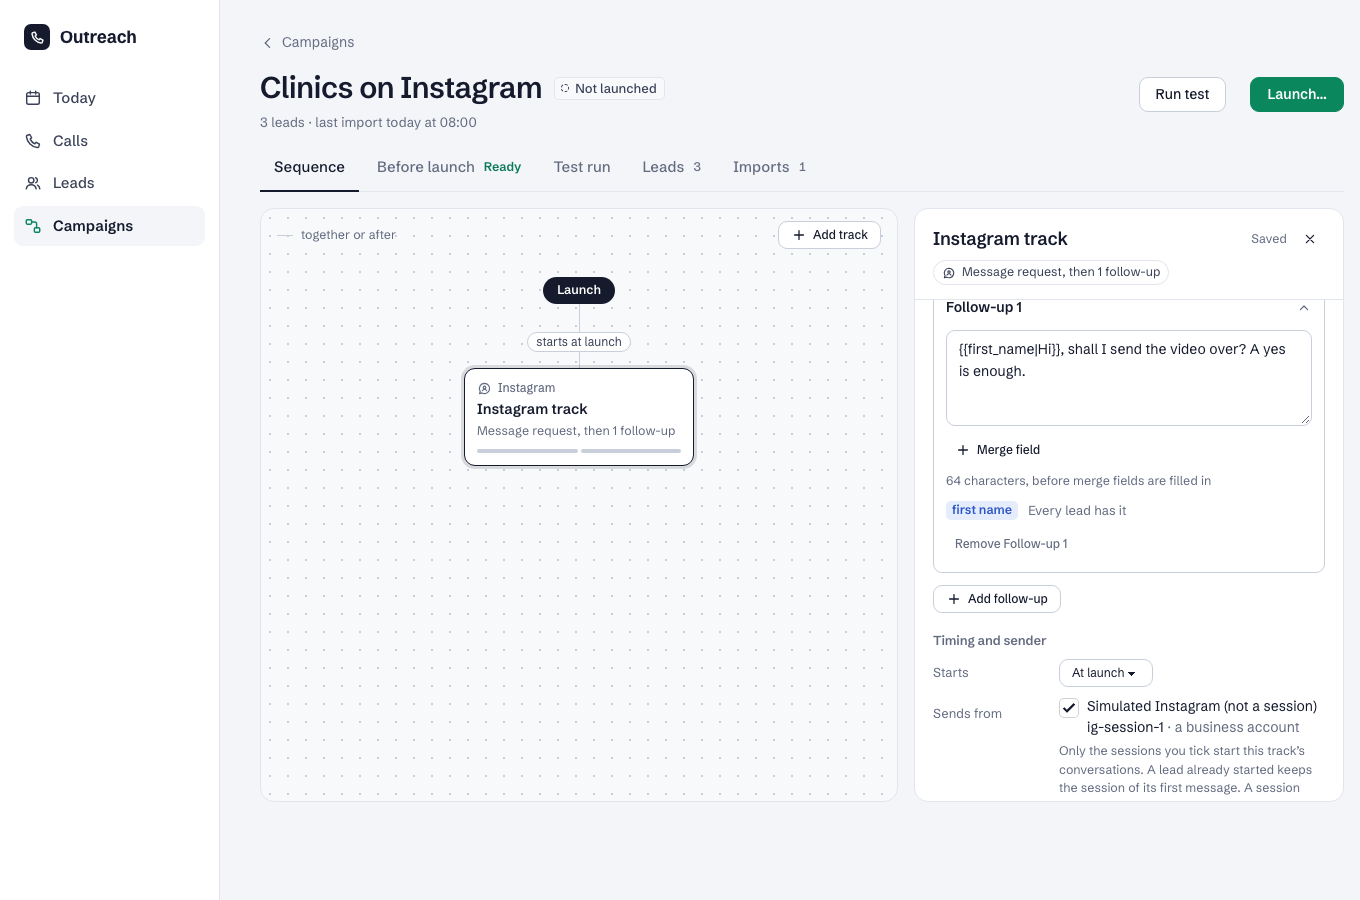 Outreach
Today
Calls
Leads
Campaigns
Campaigns
Clinics on Instagram
Not launched
3 leads · last import today at 08:00
Run test
Launch...
Sequence
Before launch Ready
Test run
Leads 3
Imports 1
together or after
Add track
Launch
starts at launch
Instagram
Instagram track
Message request, then 1 follow-up
Instagram track
Saved
Message request, then 1 follow-up
Follow-up 1
{{first_name|Hi}}, shall I send the video over? A yes
is enough.
Merge field
64 characters, before merge fields are filled in
first name Every lead has it
Remove Follow-up 1
Add follow-up
Timing and sender
Starts
At launch
Sends from
Simulated Instagram (not a session)
ig-session-1 · a business account
Only the sessions you tick start this track's
conversations. A lead already started keeps
the session of its first message. A session